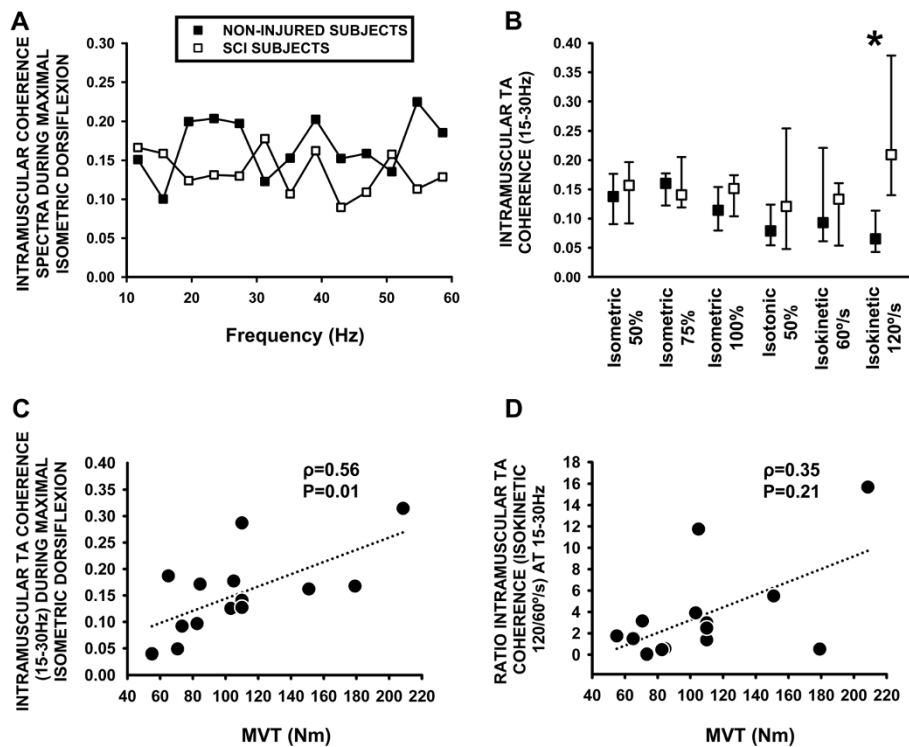 A
NON-INJURED SUBJECTS
SCI SUBJECTS
INTRAMUSCULAR COHERENCE
SPECTRA DURING MAXIMAL
ISOMETRIC DORSIFLEXION
0.30
0.25
0.20
0.15
0.10
0.05
0.00
10 20 30 40 50 60
Frequency (Hz)
B
*
INTRAMUSCULAR TA
COHERENCE (15-30Hz)
0.40
0.35
0.30
0.25
0.20
0.15
0.10
0.05
0.00
Isometric
50%
Isometric
75%
Isometric
100%
Isotonic
50%
Isokinetic
60º/s
Isokinetic
120º/s
C
INTRAMUSCULAR TA COHERENCE
(15-30Hz) DURING MAXIMAL
ISOMETRIC DORSIFLEXION
0.40
0.35
0.30
0.25
0.20
0.15
0.10
0.05
0.00
ρ=0.56
P=0.01
40 60 80 100 120 140 160 180 200 220
MVT (Nm)
D
RATIO INTRAMUSCULAR TA
COHERENCE (ISOKINETIC
120/60º/s) AT 15-30Hz
18
16
14
12
10
8
6
4
2
0
ρ=0.35
P=0.21
40 60 80 100 120 140 160 180 200 220
MVT (Nm)